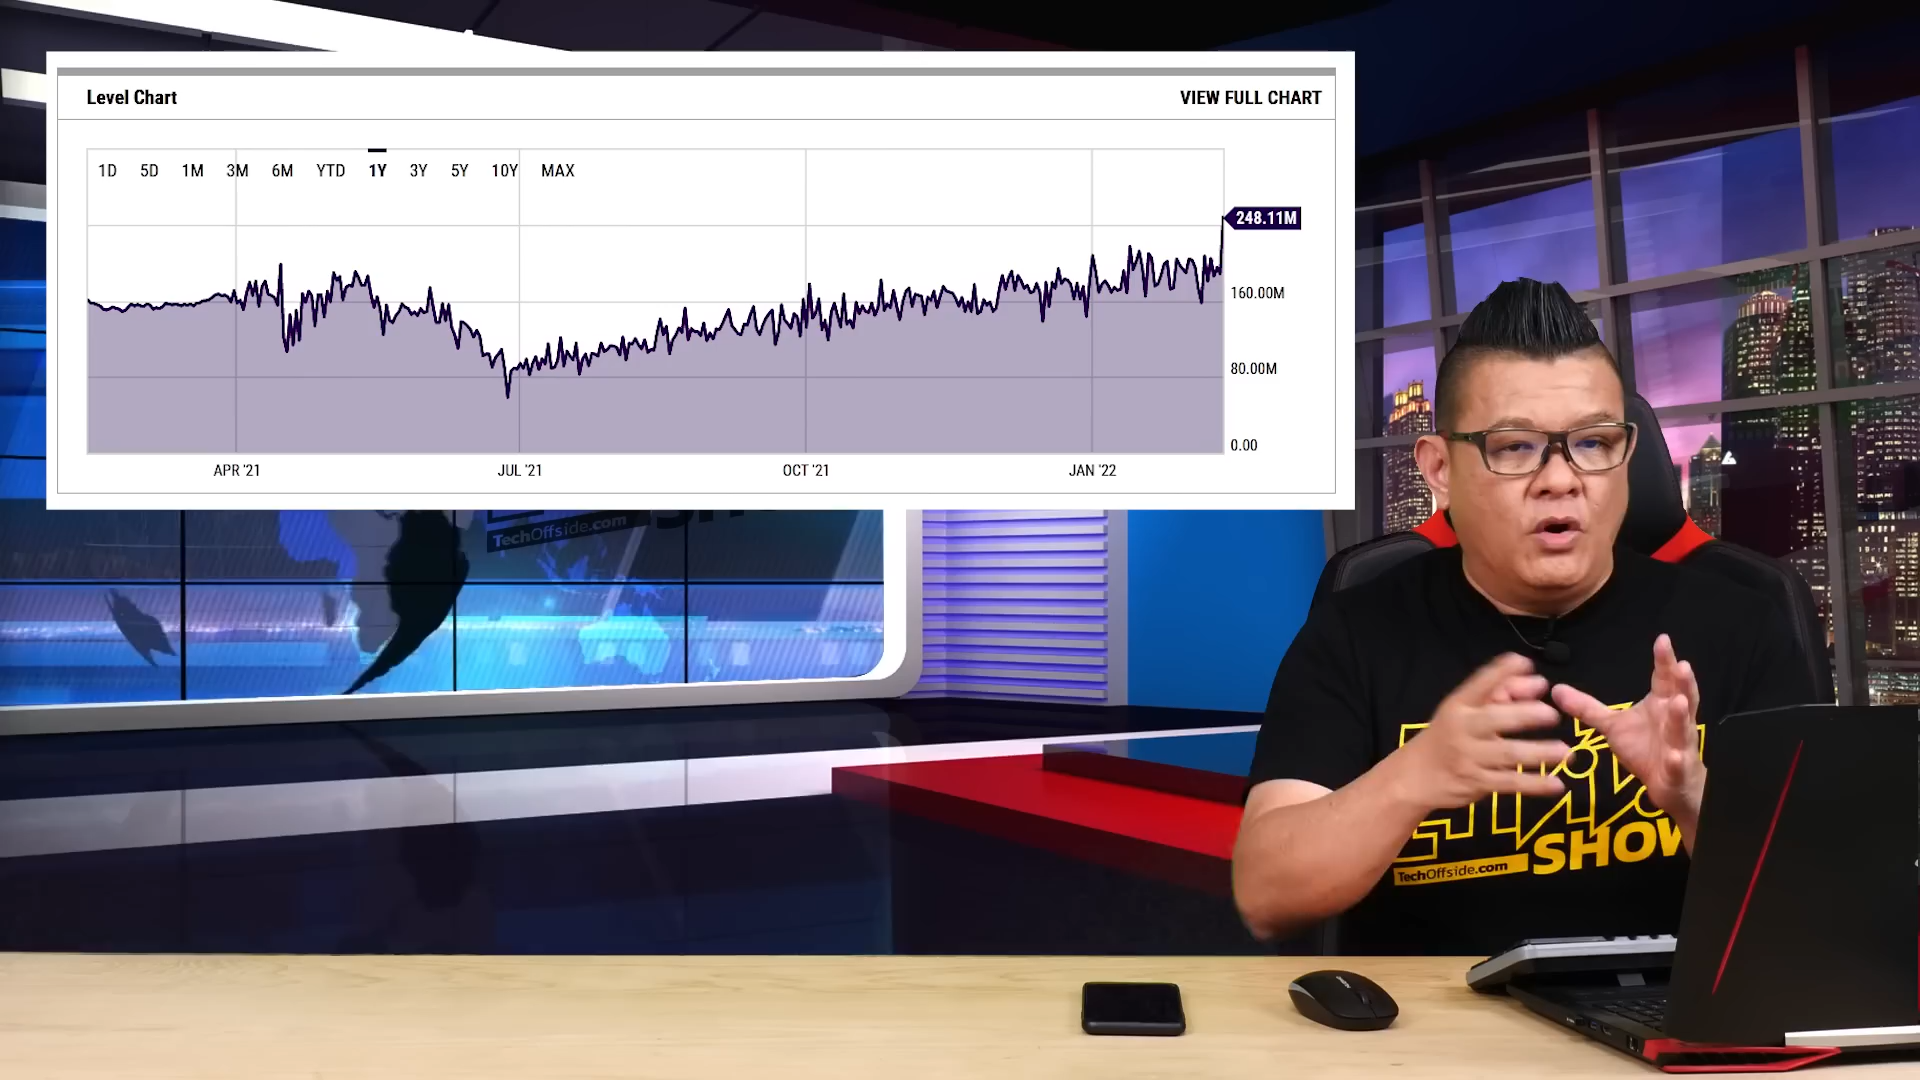 Level Chart
VIEW FULL CHART
1D 5D 1M 3M 6M YTD 1Y 3Y 5Y 10Y MAX
248.11M
160.00M
80.00M
0.00
APR '21 JUL '21 OCT '21 JAN '22
TechOffside.com
SHOW
TechOffside.com